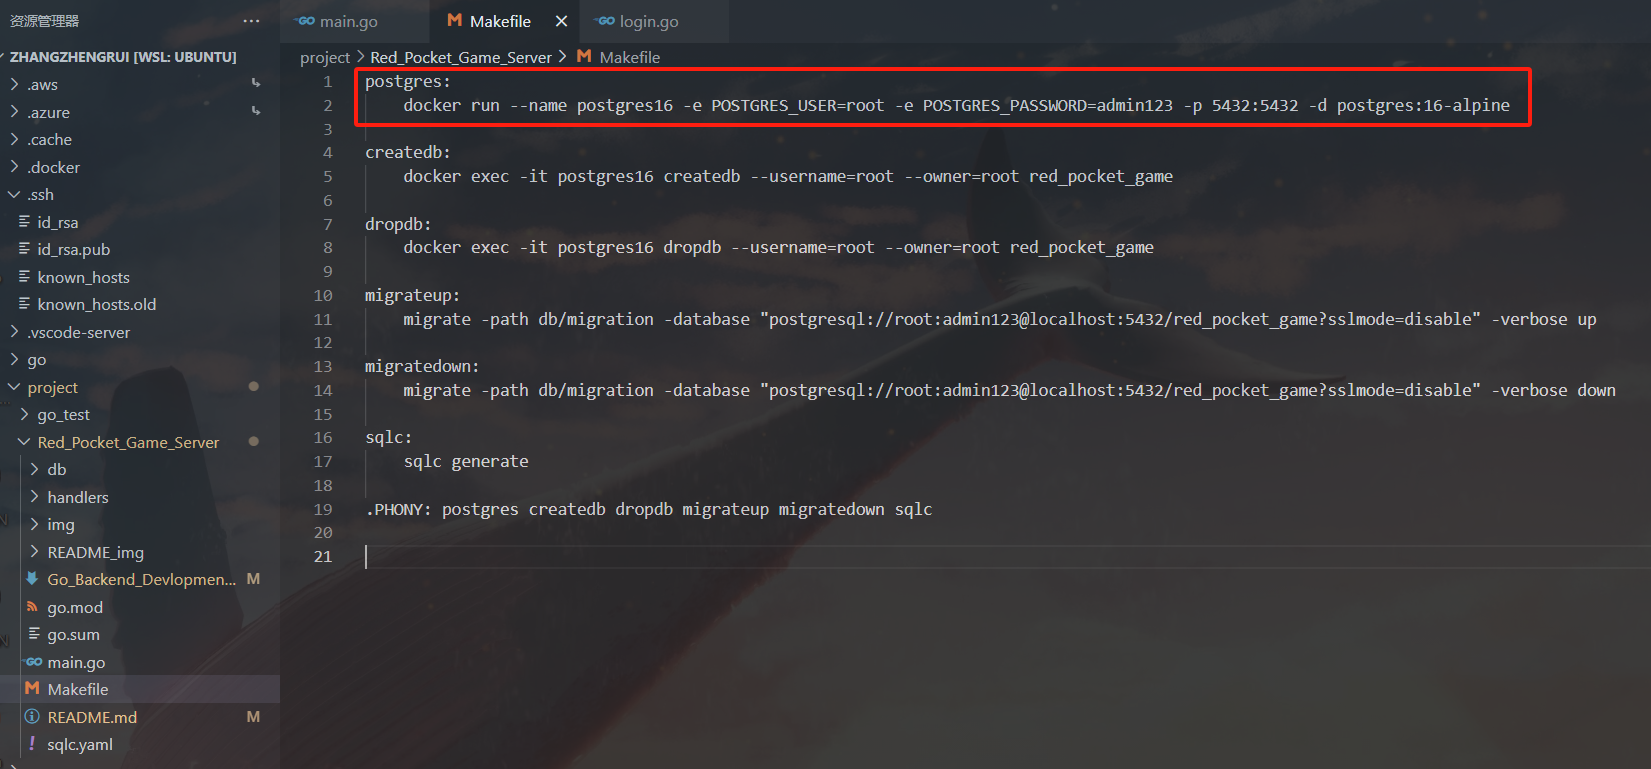 资源管理器 ···
main.go Makefile × login.go
ZHANGZHENGRUI [WSL: UBUNTU]
project > Red_Pocket_Game_Server > Makefile
.aws
.azure
.cache
.docker
.ssh
id_rsa
id_rsa.pub
known_hosts
known_hosts.old
.vscode-server
go
project
go_test
Red_Pocket_Game_Server
db
handlers
img
README_img
Go_Backend_Devlopmen... M
go.mod
go.sum
main.go
Makefile
README.md M
sqlc.yaml
1 postgres:
2 docker run --name postgres16 -e POSTGRES_USER=root -e POSTGRES_PASSWORD=admin123 -p 5432:5432 -d postgres:16-alpine
3
4 createdb:
5 docker exec -it postgres16 createdb --username=root --owner=root red_pocket_game
6
7 dropdb:
8 docker exec -it postgres16 dropdb --username=root --owner=root red_pocket_game
9
10 migrateup:
11 migrate -path db/migration -database "postgresql://root:admin123@localhost:5432/red_pocket_game?sslmode=disable" -verbose up
12
13 migratedown:
14 migrate -path db/migration -database "postgresql://root:admin123@localhost:5432/red_pocket_game?sslmode=disable" -verbose down
15
16 sqlc:
17 sqlc generate
18
19 .PHONY: postgres createdb dropdb migrateup migratedown sqlc
20
21